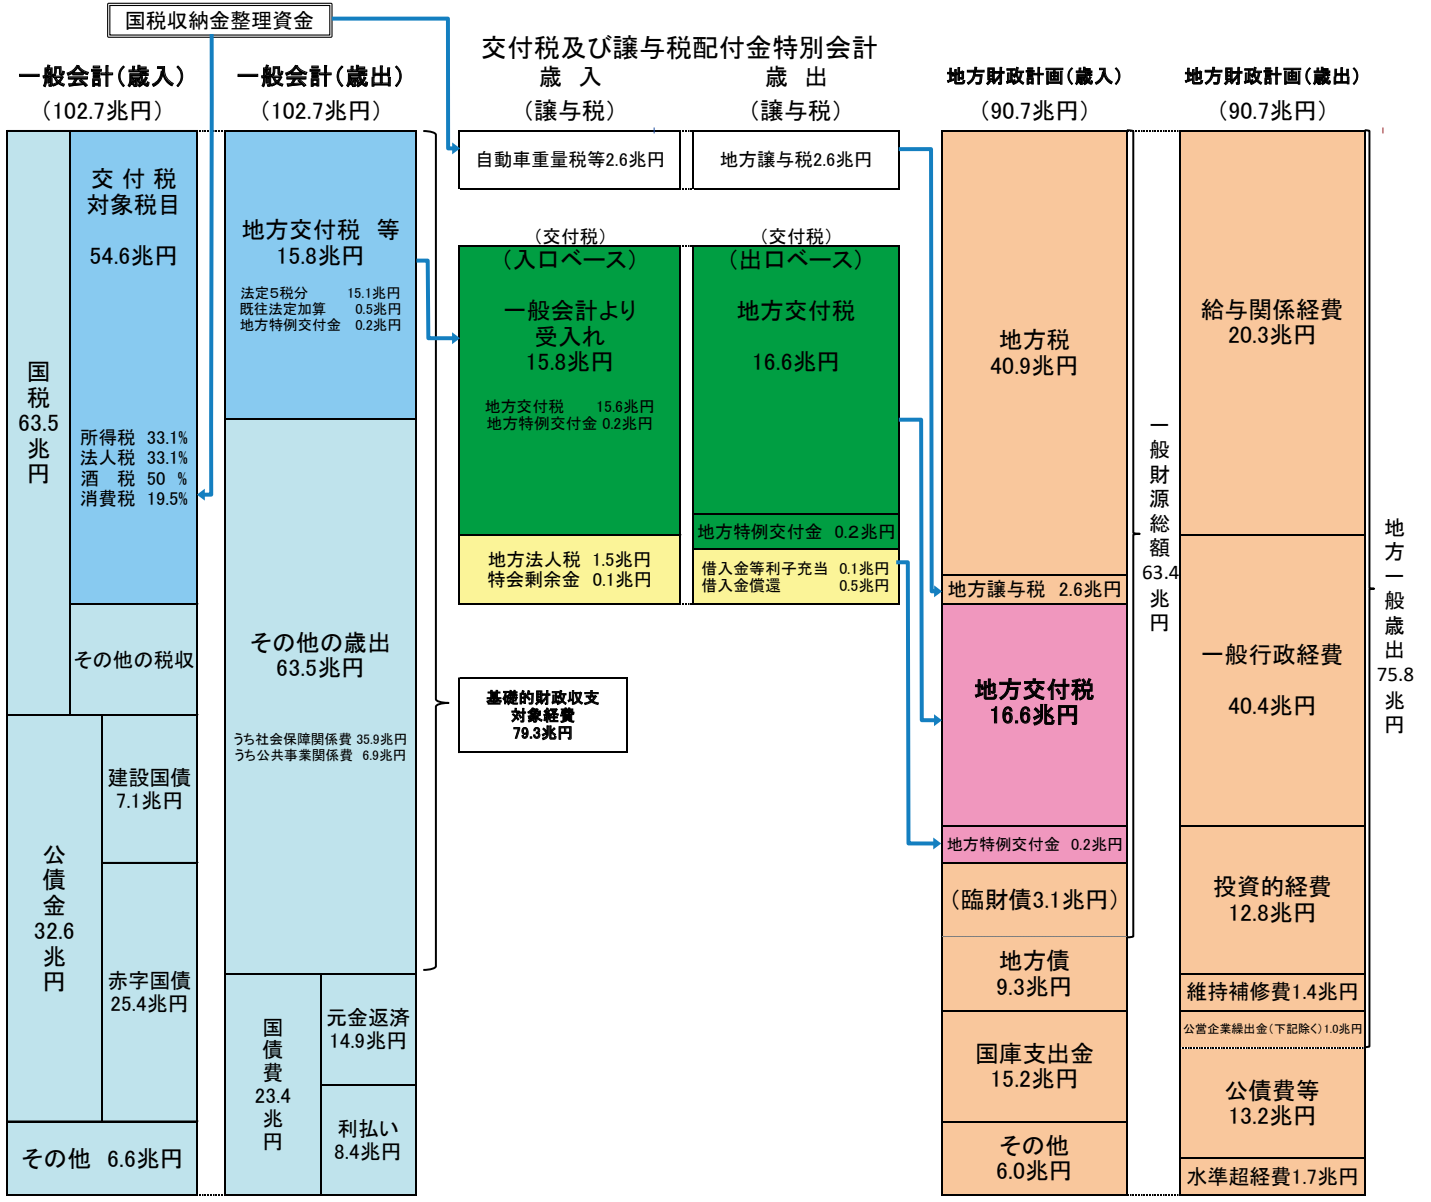 国税収納金整理資金
交付税及び譲与税配付金特別会計
一般会計（歳入）
（102.7兆円）
一般会計（歳出）
（102.7兆円）
歳 入
（譲与税）
歳 出
（譲与税）
地方財政計画（歳入）
（90.7兆円）
地方財政計画（歳出）
（90.7兆円）
国税
63.5
兆円
交 付 税
対象税目
54.6兆円
所得税 33.1%
法人税 33.1%
酒 税 50 %
消費税 19.5%
その他の税収
公債金
32.6
兆円
建設国債
7.1兆円
赤字国債
25.4兆円
その他 6.6兆円
地方交付税 等
15.8兆円
法定５税分 15.1兆円
既往法定加算 0.5兆円
地方特例交付金 0.2兆円
その他の歳出
63.5兆円
うち社会保障関係費 35.9兆円
うち公共事業関係費 6.9兆円
国債費
23.4
兆円
元金返済
14.9兆円
利払い
8.4兆円
基礎的財政収支
対象経費
79.3兆円
自動車重量税等2.6兆円
地方譲与税2.6兆円
（交付税）
（入口ベース）
一般会計より
受入れ
15.8兆円
地方交付税 15.6兆円
地方特例交付金 0.2兆円
地方法人税 1.5兆円
特会剰余金 0.1兆円
（交付税）
（出口ベース）
地方交付税
16.6兆円
地方特例交付金 0.2兆円
借入金等利子充当 0.1兆円
借入金償還 0.5兆円
地方税
40.9兆円
地方譲与税 2.6兆円
地方交付税
16.6兆円
地方特例交付金 0.2兆円
（臨財債3.1兆円）
地方債
9.3兆円
国庫支出金
15.2兆円
その他
6.0兆円
一般財源総額
63.4
兆円
給与関係経費
20.3兆円
一般行政経費
40.4兆円
投資的経費
12.8兆円
維持補修費1.4兆円
公営企業繰出金（下記除く）1.0兆円
公債費等
13.2兆円
水準超経費1.7兆円
地方一般歳出
75.8
兆円